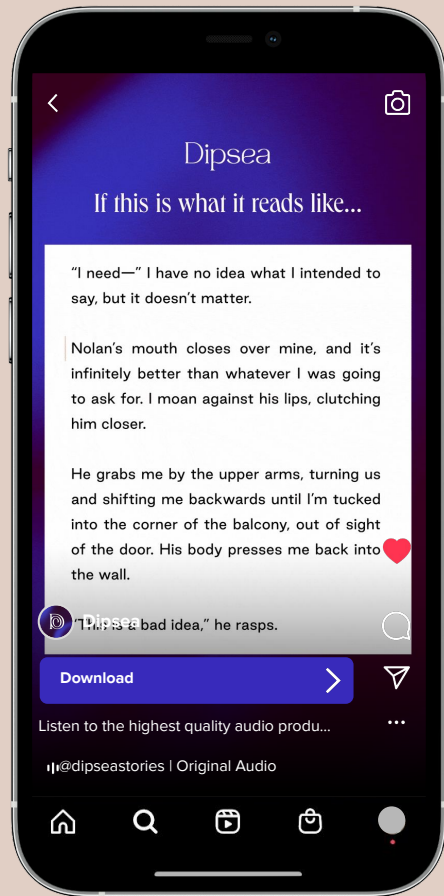 Dipsea
If this is what it reads like...
“I need—” I have no idea what I intended to
say, but it doesn’t matter.
Nolan’s mouth closes over mine, and it’s
infinitely better than whatever I was going
to ask for. I moan against his lips, clutching
him closer.
He grabs me by the upper arms, turning us
and shifting me backwards until I’m tucked
into the corner of the balcony, out of sight
of the door. His body presses me back into
the wall.
Dipsea
“This is a bad idea,” he rasps.
Download
Listen to the highest quality audio produ...
@dipseastories | Original Audio